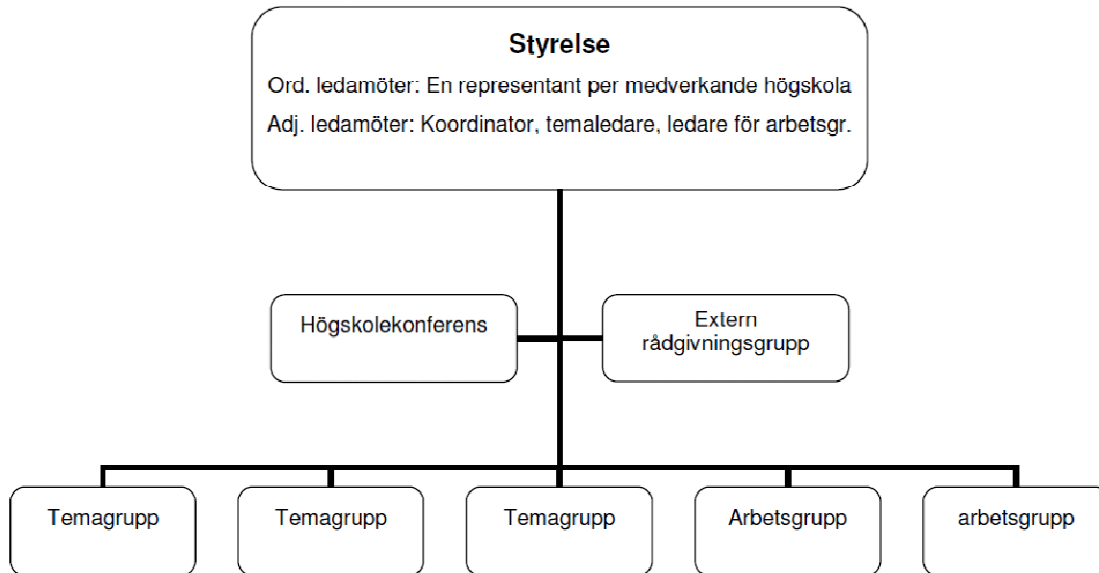 Styrelse
Ord. ledamöter: En representant per medverkande högskola
Adj. ledamöter: Koordinator, temaledare, ledare för arbetsgr.
Högskolekonferens
Extern
rådgivningsgrupp
Temagrupp
Temagrupp
Temagrupp
Arbetsgrupp
arbetsgrupp